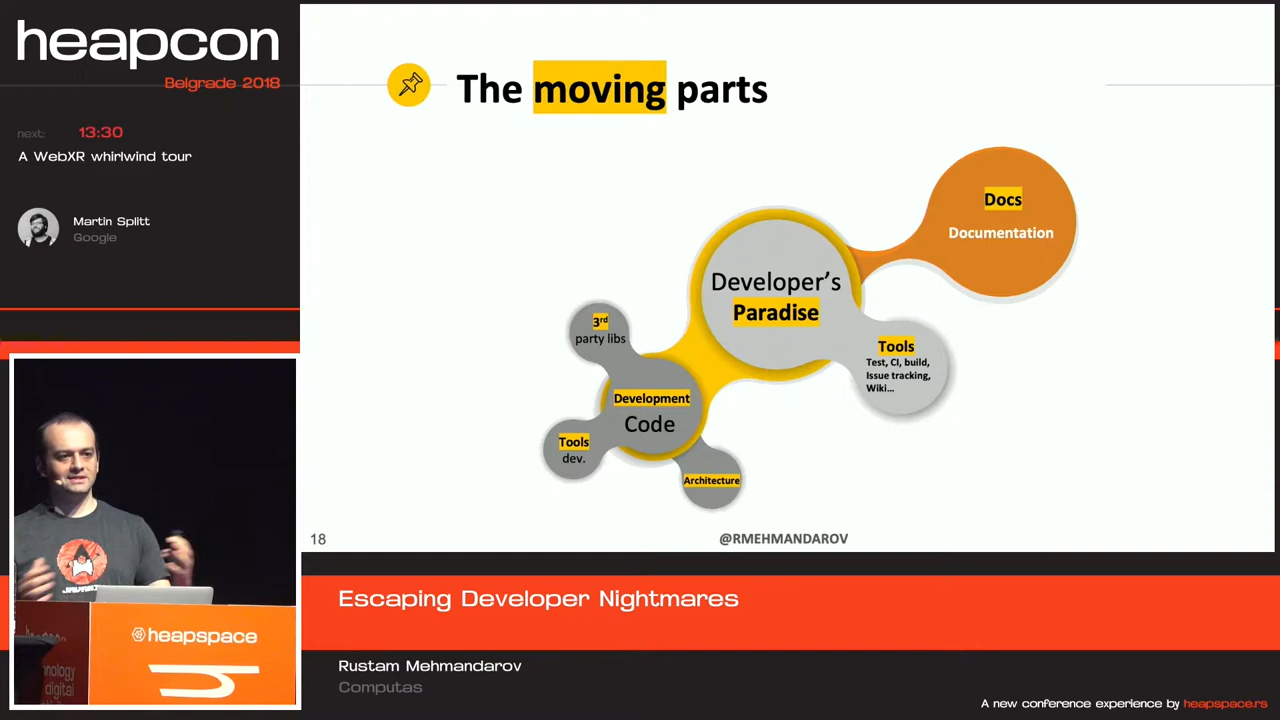 heapcon
Belgrade 2018
next: 13:30
A WebXR whirlwind tour
Martin Splitt
Google
The moving parts
Docs
Documentation
Developer's
Paradise
3rd
party libs
Tools
Test, CI, build,
Issue tracking,
Wiki...
Development
Code
Tools
dev.
Architecture
18
@RMEHMANDAROV
heapspace
digital
Escaping Developer Nightmares
Rustam Mehmandarov
Computas
A new conference experience by heapspace.rs